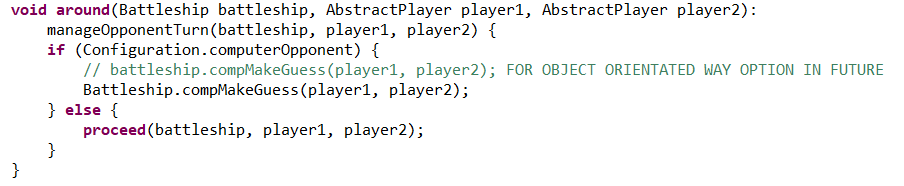 void around(Battleship battleship, AbstractPlayer player1, AbstractPlayer player2):
    manageOpponentTurn(battleship, player1, player2) {
    if (Configuration.computerOpponent) {
        // battleship.compMakeGuess(player1, player2); FOR OBJECT ORIENTATED WAY OPTION IN FUTURE
        Battleship.compMakeGuess(player1, player2);
    } else {
        proceed(battleship, player1, player2);
    }
}